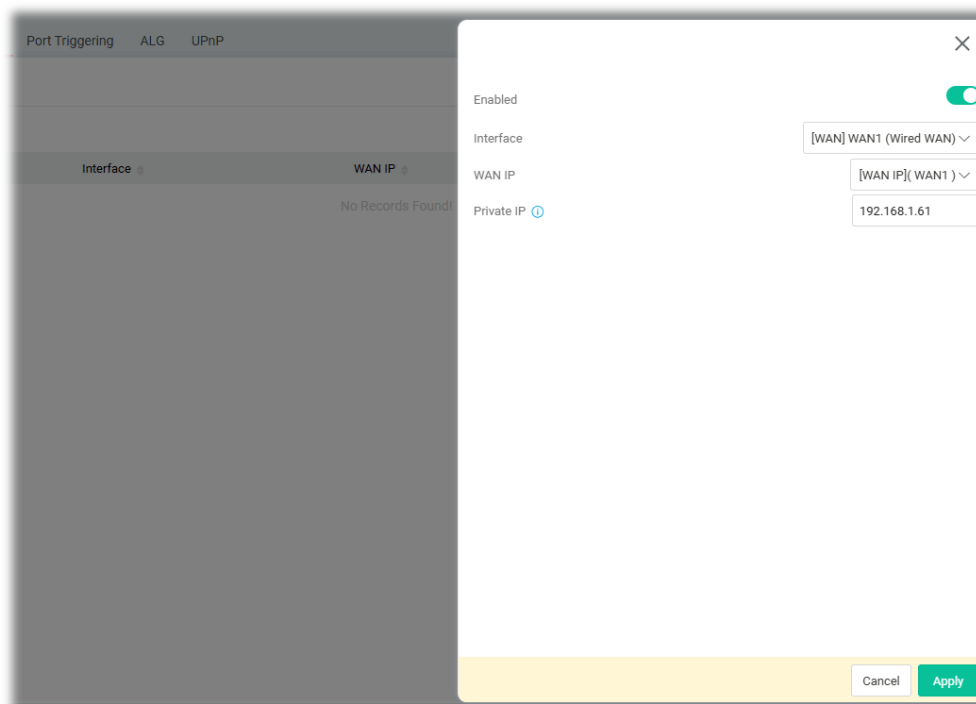 Port Triggering ALG UPnP
Enabled
Interface [WAN] WAN1 (Wired WAN)
WAN IP [WAN IP]( WAN1 )
Private IP 192.168.1.61
Interface WAN IP
No Records Found!
Cancel Apply